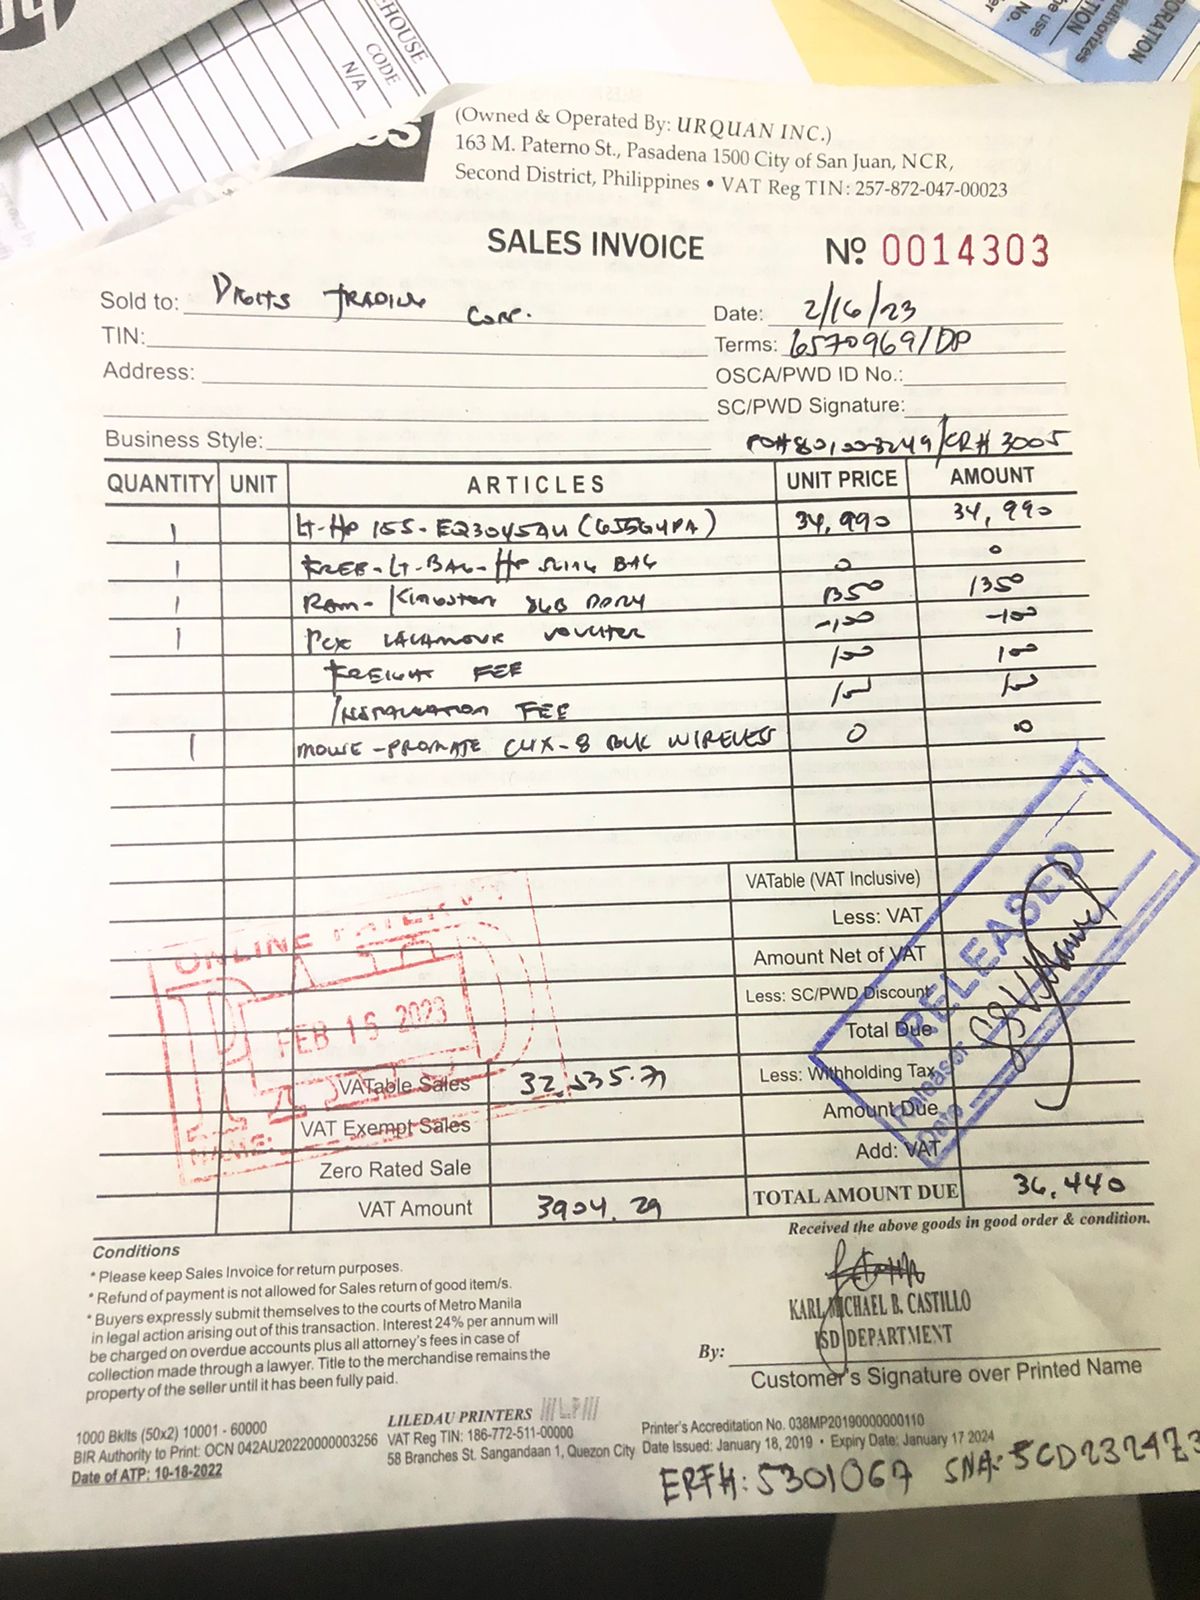 HOUSE
CODE
N/A
ORATION
authorizes
TION
he use
No.
(Owned & Operated By: URQUAN INC.)
163 M. Paterno St., Pasadena 1500 City of San Juan, NCR,
Second District, Philippines • VAT Reg TIN: 257-872-047-00023
SALES INVOICE Nº 0014303
Sold to: Digits Trading Corp. Date: 2/16/23
TIN: Terms: 6570969/DP
Address: OSCA/PWD ID No.:
SC/PWD Signature:
Business Style: PO# /CR# 3005
QUANTITY UNIT ARTICLES UNIT PRICE AMOUNT
1 LT-HP 15S-EQ3045AU (6J5G4PA) 34,990 34,990
1 FREE-LT-BAG-HP SLING BAG 0 0
1 RAM-KINGSTON 8GB DDR4 1350 1350
1 PCX VOUCHER -100 -100
FREIGHT FEE 100 100
INSTALLATION FEE 100 100
1 MOUSE-PROMATE CLIX-8 BLK WIRELESS 0 0
VATable (VAT Inclusive)
Less: VAT
Amount Net of VAT
Less: SC/PWD Discount
Total Due
VATable Sales 32,535.71 Less: Withholding Tax
VAT Exempt Sales Amount Due
Zero Rated Sale Add: VAT
VAT Amount 3904.29 TOTAL AMOUNT DUE 36,440
ONLINE
PAID
FEB 15 2023
NAME:
RELEASED
Releasor
Date
Received the above goods in good order & condition.
KARL MICHAEL B. CASTILLO
ISD DEPARTMENT
By:
Customer's Signature over Printed Name
Conditions
* Please keep Sales Invoice for return purposes.
* Refund of payment is not allowed for Sales return of good item/s.
* Buyers expressly submit themselves to the courts of Metro Manila
in legal action arising out of this transaction. Interest 24% per annum will
be charged on overdue accounts plus all attorney's fees in case of
collection made through a lawyer. Title to the merchandise remains the
property of the seller until it has been fully paid.
1000 Bklts (50x2) 10001 - 60000
BIR Authority to Print: OCN 042AU20220000003256
Date of ATP: 10-18-2022
LILEDAU PRINTERS
VAT Reg TIN: 186-772-511-00000
58 Branches St. Sangandaan 1, Quezon City
Printer's Accreditation No. 038MP20190000000110
Date Issued: January 18, 2019 • Expiry Date: January 17 2024
ERF#: 5301067 SNA: 5CD232473